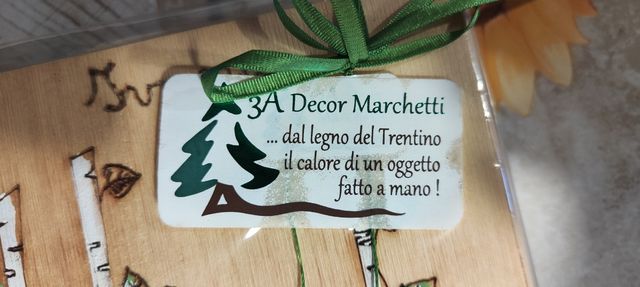 3A Decor Marchetti
... dal legno del Trentino
il calore di un oggetto
fatto a mano !